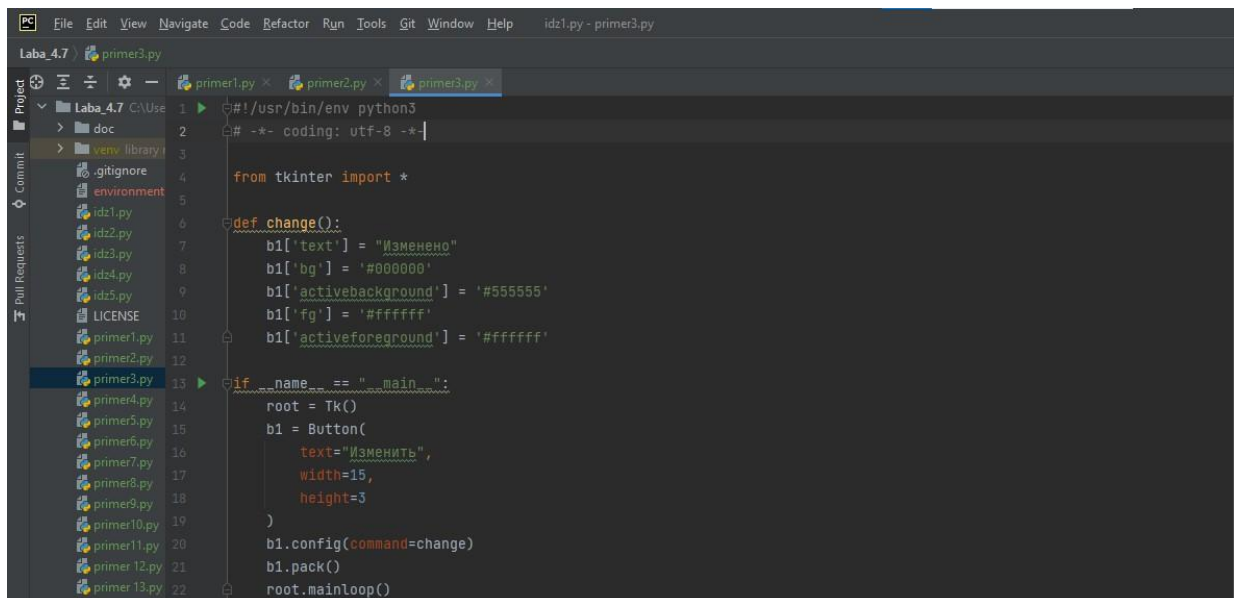 PC File Edit View Navigate Code Refactor Run Tools Git Window Help idz1.py - primer3.py
Laba_4.7 primer3.py
primer1.py primer2.py primer3.py
Project
Commit
Pull Requests
Laba_4.7 C:\Use
doc
venv library
.gitignore
environment
idz1.py
idz2.py
idz3.py
idz4.py
idz5.py
LICENSE
primer1.py
primer2.py
primer3.py
primer4.py
primer5.py
primer6.py
primer7.py
primer8.py
primer9.py
primer10.py
primer11.py
primer 12.py
primer 13.py
1 #!/usr/bin/env python3
2 # -*- coding: utf-8 -*-
3
4 from tkinter import *
5
6 def change():
7 b1['text'] = "Изменено"
8 b1['bg'] = '#000000'
9 b1['activebackground'] = '#555555'
10 b1['fg'] = '#ffffff'
11 b1['activeforeground'] = '#ffffff'
12
13 if __name__ == "__main__":
14 root = Tk()
15 b1 = Button(
16 text="Изменить",
17 width=15,
18 height=3
19 )
20 b1.config(command=change)
21 b1.pack()
22 root.mainloop()